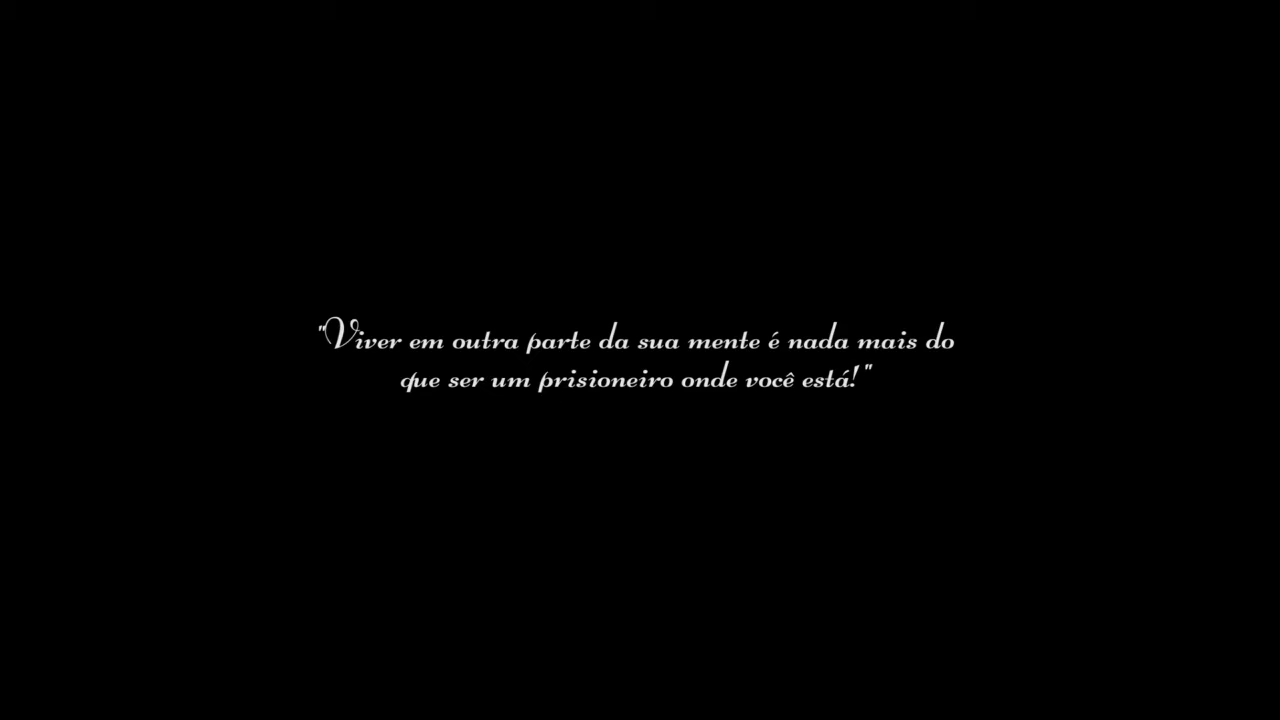 "Viver em outra parte da sua mente é nada mais do
que ser um prisioneiro onde você está!"